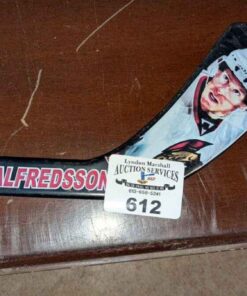 ALFREDSSON
Lyndon Marshall
AUCTION SERVICES
612